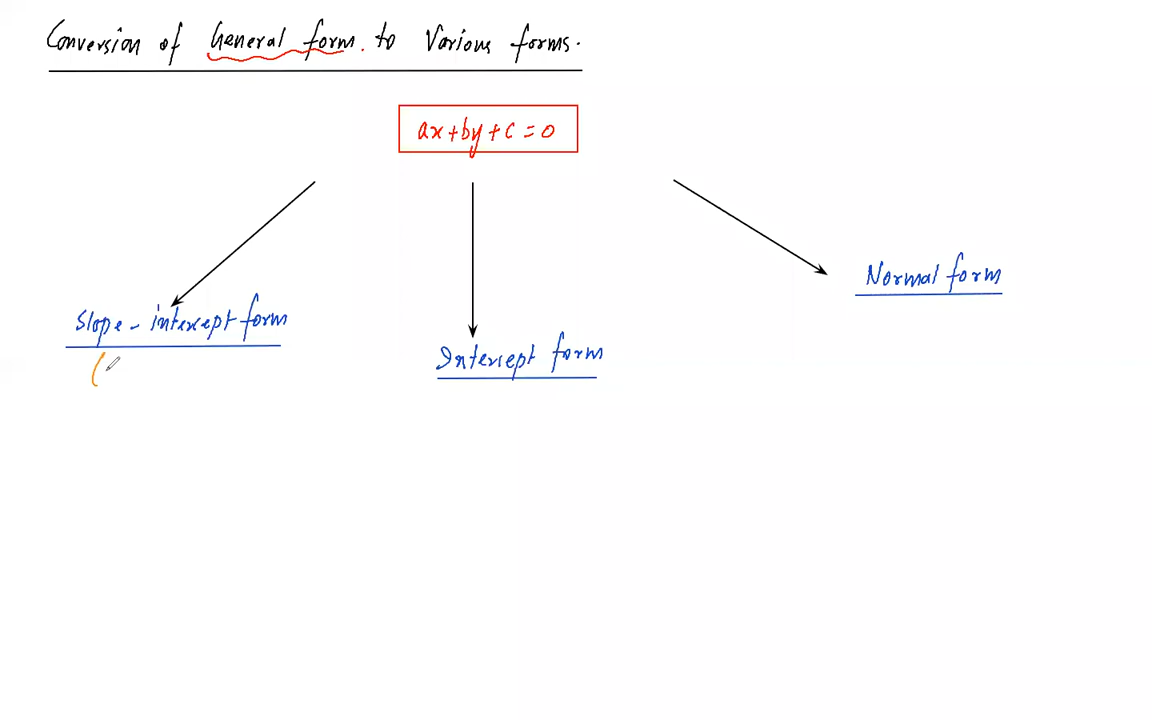 Conversion of General form. to Various forms.
ax+by+c=0
Normal form
Slope - intercept form
Intercept form
(